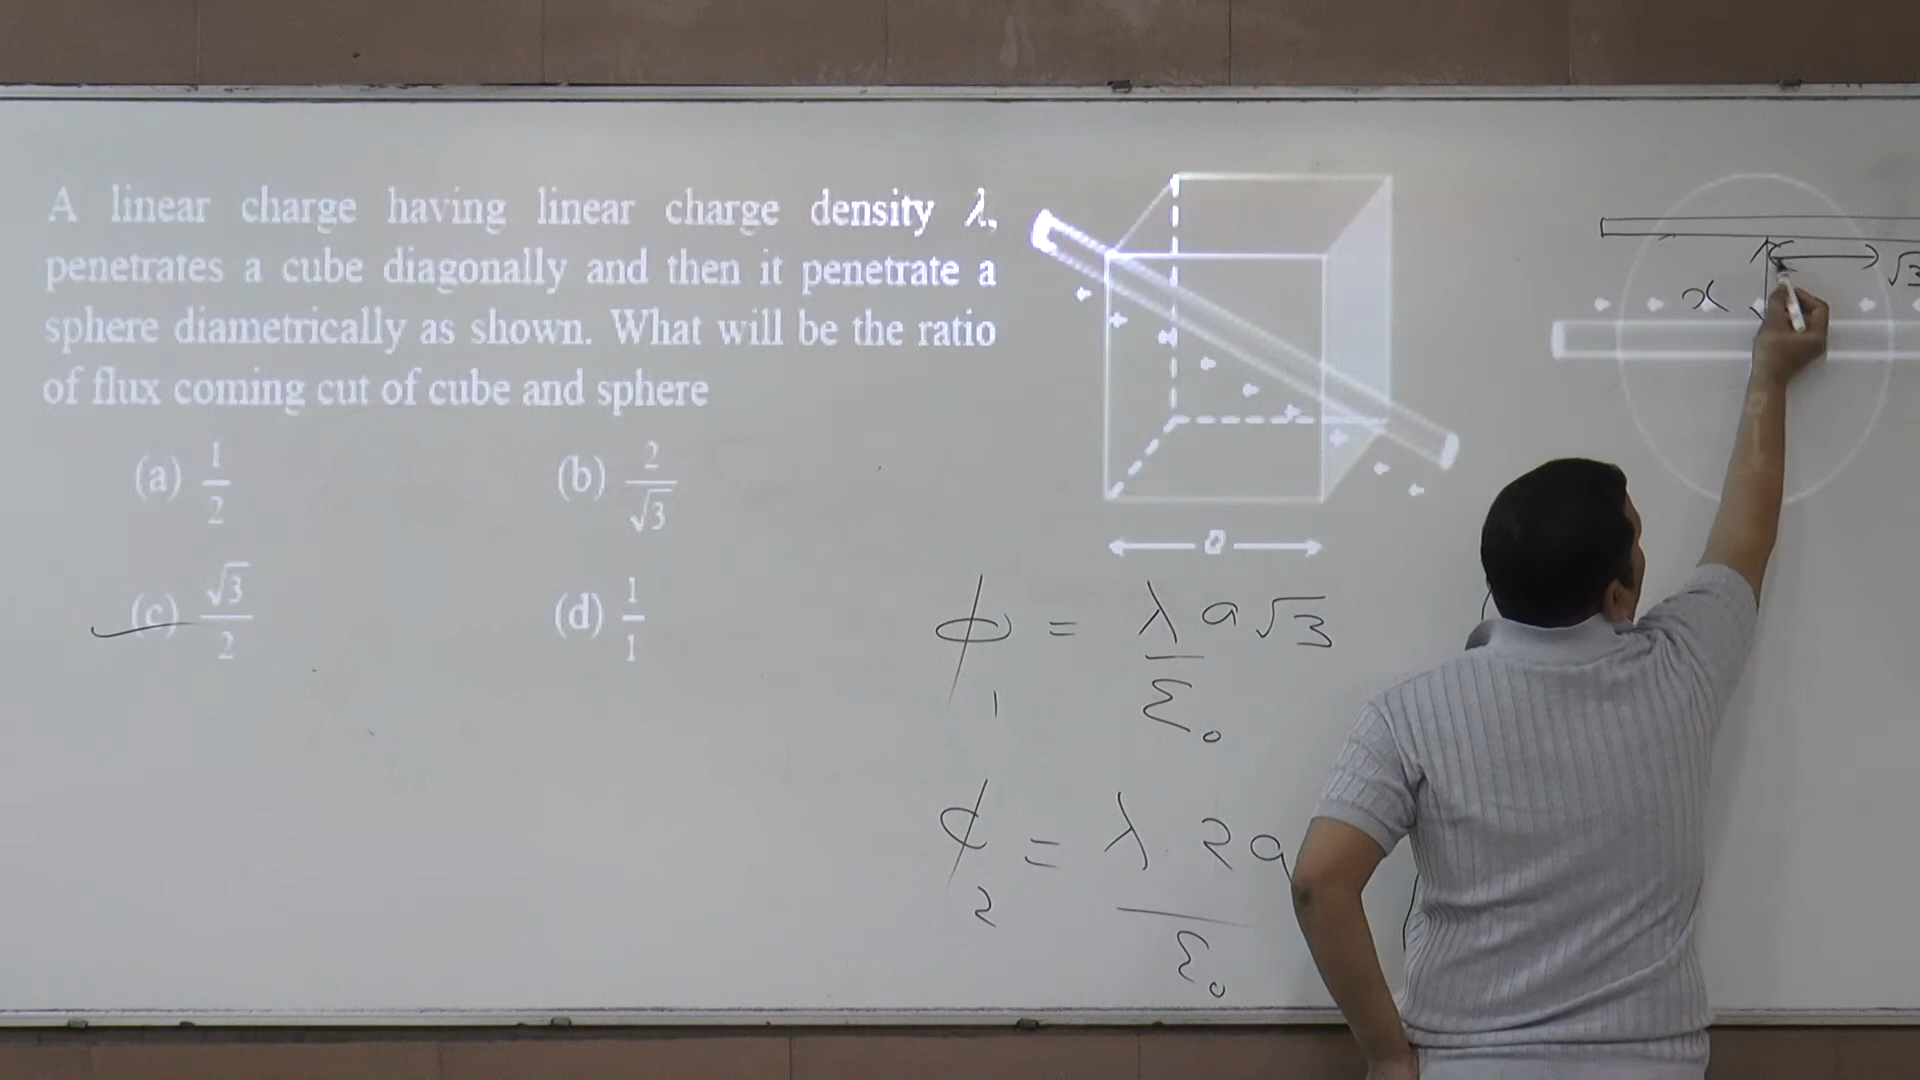 A linear charge having linear charge density λ,
penetrates a cube diagonally and then it penetrate a
sphere diametrically as shown. What will be the ratio
of flux coming cut of cube and sphere
(a) 1/2
(b) 2/√3
(c) √3/2
(d) 1/1
a
ϕ₁ = λa√3/ε₀
ϕ₂ = λ 2a/ε₀
x